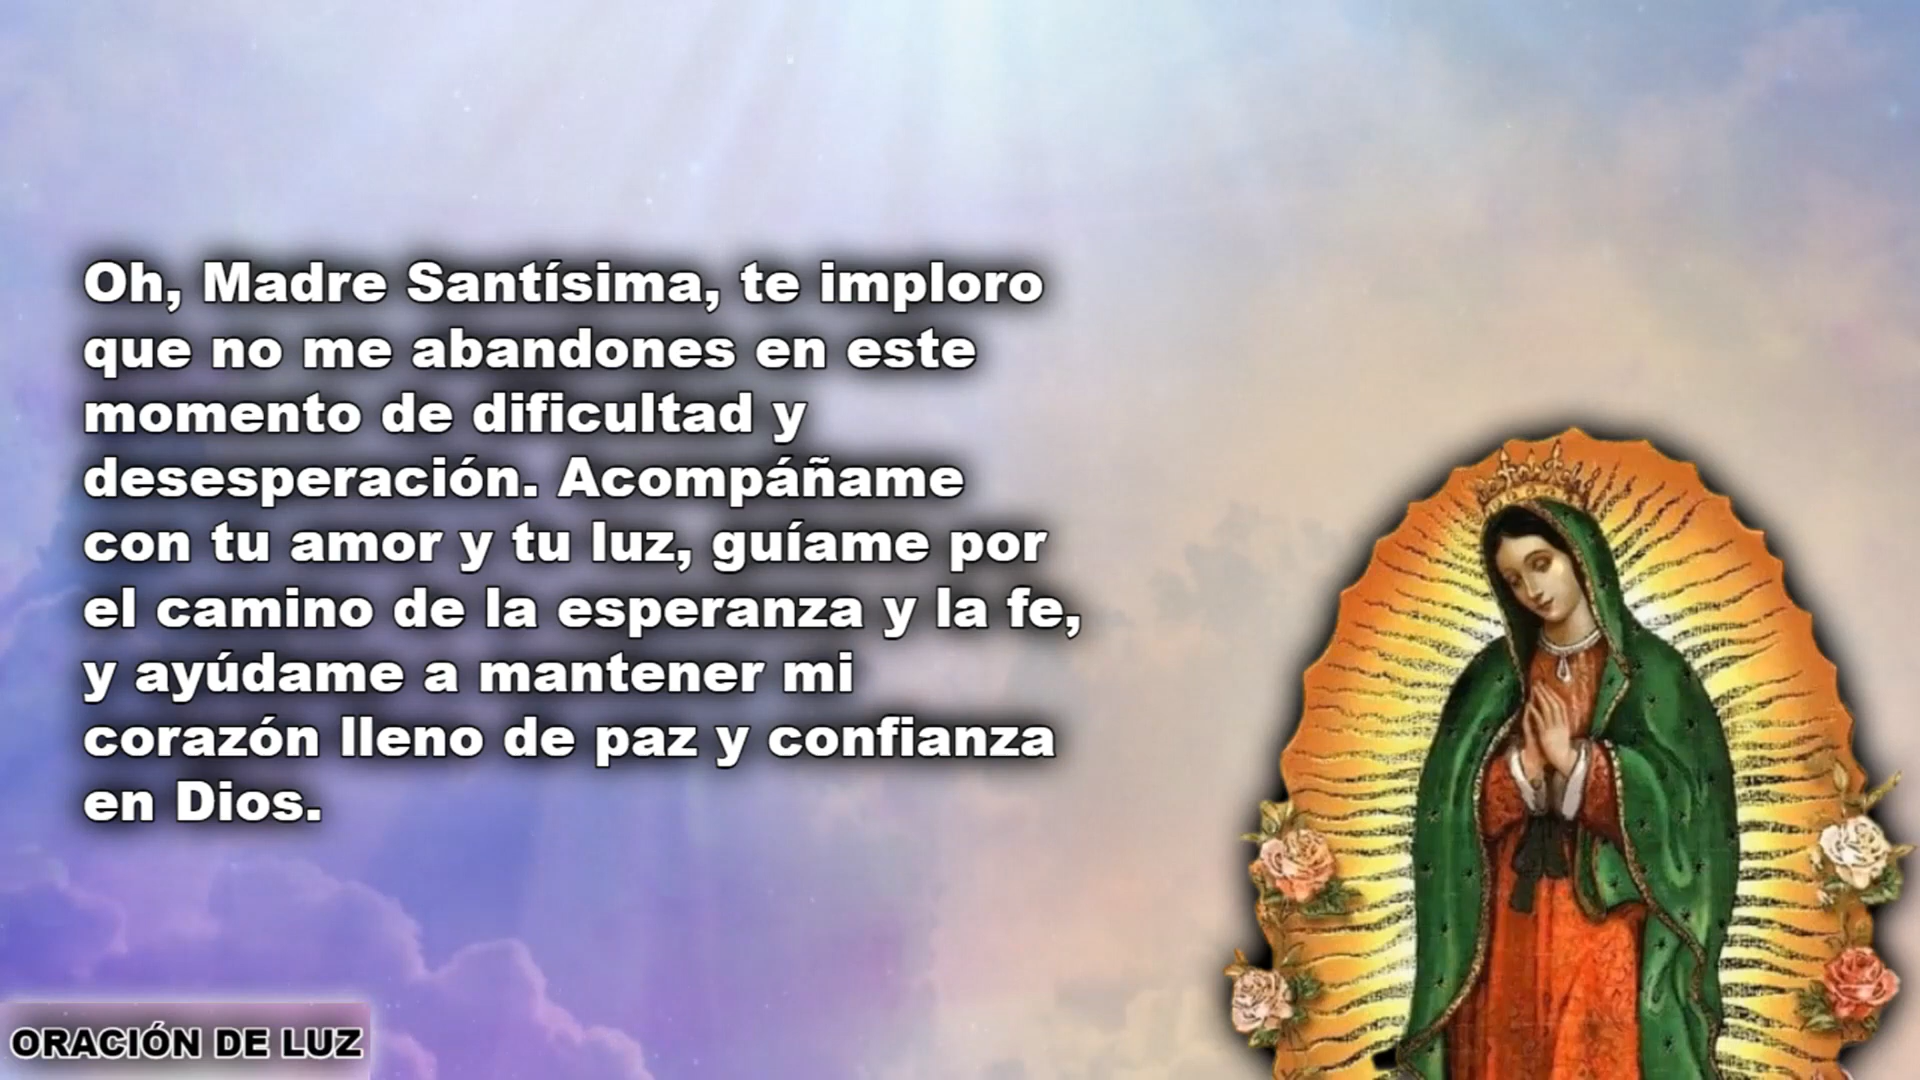 Oh, Madre Santísima, te imploro
que no me abandones en este
momento de dificultad y
desesperación. Acompáñame
con tu amor y tu luz, guíame por
el camino de la esperanza y la fe,
y ayúdame a mantener mi
corazón lleno de paz y confianza
en Dios.
ORACIÓN DE LUZ